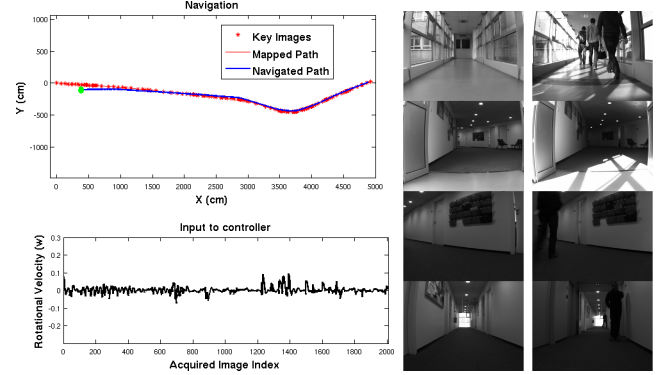 Navigation
Key Images
Mapped Path
Navigated Path
Y (cm)
1000
500
0
-500
-1000
0 500 1000 1500 2000 2500 3000 3500 4000 4500 5000
X (cm)
Input to controller
Rotational Velocity (w)
0.3
0.2
0.1
0
-0.1
-0.2
0 200 400 600 800 1000 1200 1400 1600 1800 2000
Acquired Image Index